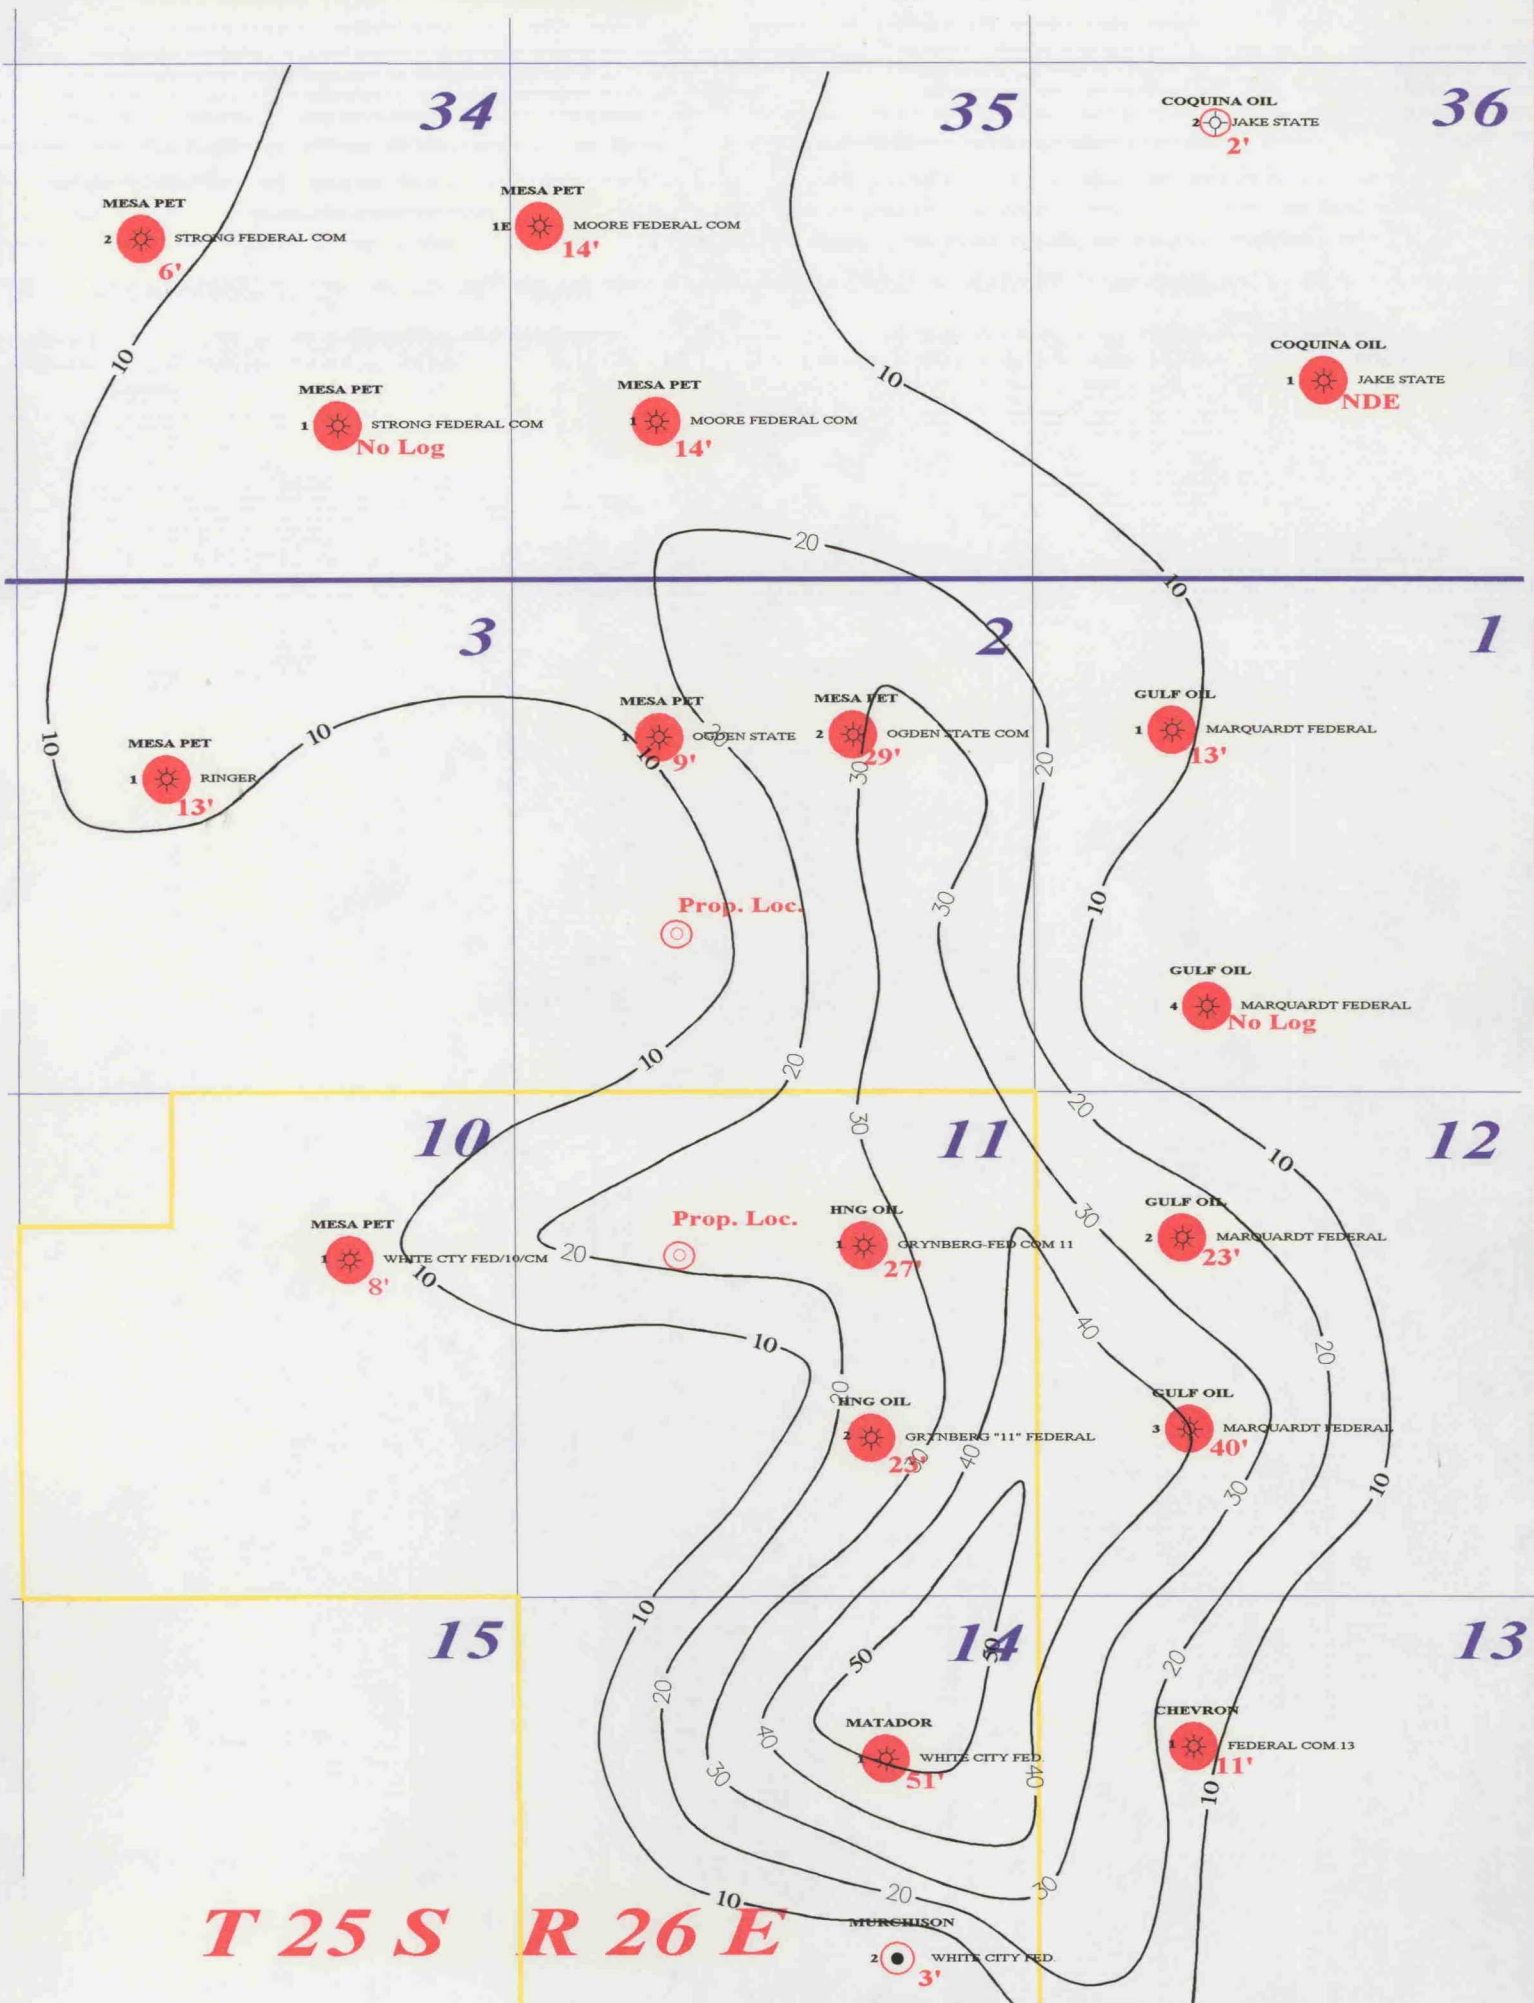 34
35
36
COQUINA OIL
2 JAKE STATE
2'
MESA PET
1E MOORE FEDERAL COM
14'
MESA PET
2 STRONG FEDERAL COM
6'
10
10
COQUINA OIL
1 JAKE STATE
NDE
MESA PET
1 STRONG FEDERAL COM
No Log
MESA PET
1 MOORE FEDERAL COM
14'
20
10
3
2
1
MESA PET
1 OGDEN STATE
9'
20
10
MESA PET
2 OGDEN STATE COM
29'
30
GULF OIL
1 MARQUARDT FEDERAL
13'
10
10
MESA PET
1 RINGER
13'
20
30
10
Prop. Loc.
GULF OIL
4 MARQUARDT FEDERAL
No Log
10
20
10
11
12
30
20
10
MESA PET
1 WHITE CTY FED/10/CM
8'
10
20
Prop. Loc.
HNG OIL
1 GRYNBERG-FED COM 11
27'
30
GULF OIL
2 MARQUARDT FEDERAL
23'
10
40
20
20
HNG OIL
2 GRYNBERG "11" FEDERAL
23'
30
40
GULF OIL
3 MARQUARDT FEDERAL
40'
30
10
10
15
14
13
50
50
20
20
40
30
MATADOR
1 WHITE CITY FED.
51'
40
CHEVRON
1 FEDERAL COM.13
11'
10
10
20
30
T 25 S R 26 E
MURCHISON
2 WHITE CITY FED.
3'